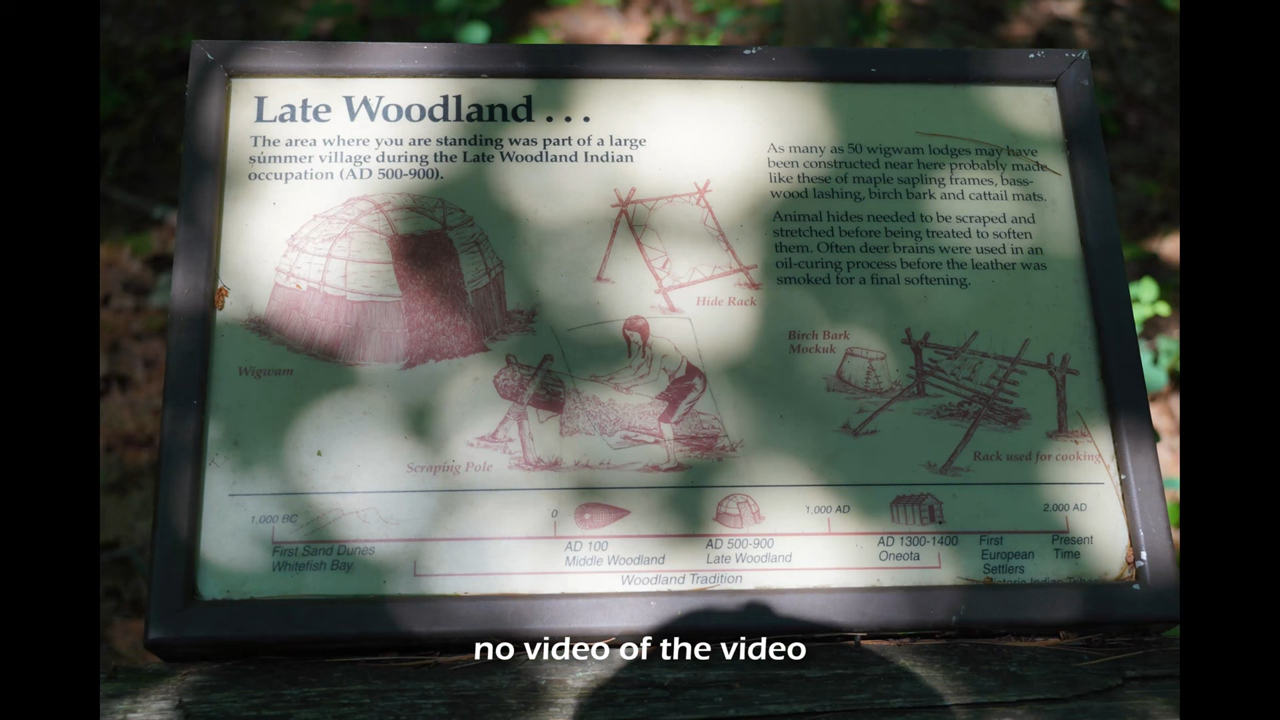 Late Woodland . . .
The area where you are standing was part of a large
summer village during the Late Woodland Indian
occupation (AD 500-900).
As many as 50 wigwam lodges may have
been constructed near here probably made
like these of maple sapling frames, bass-
wood lashing, birch bark and cattail mats.
Animal hides needed to be scraped and
stretched before being treated to soften
them. Often deer brains were used in an
oil-curing process before the leather was
smoked for a final softening.
Hide Rack
Birch Bark
Mockuk
Wigwam
Scraping Pole
Rack used for cooking
1,000 BC
0
1,000 AD
2,000 AD
First Sand Dunes
Whitefish Bay
AD 100
Middle Woodland
AD 500-900
Late Woodland
AD 1300-1400
Oneota
First
European
Settlers
Present
Time
Woodland Tradition
Historic Indian Tribes
no video of the video